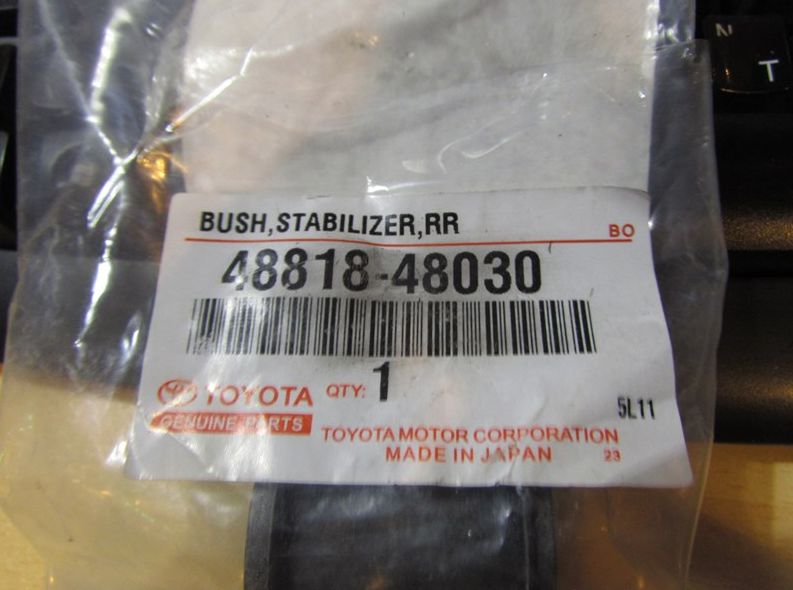 N
T
BUSH,STABILIZER,RR
BO
48818-48030
TOYOTA QTY: 1
GENUINE PARTS
5L11
TOYOTA MOTOR CORPORATION
MADE IN JAPAN 23